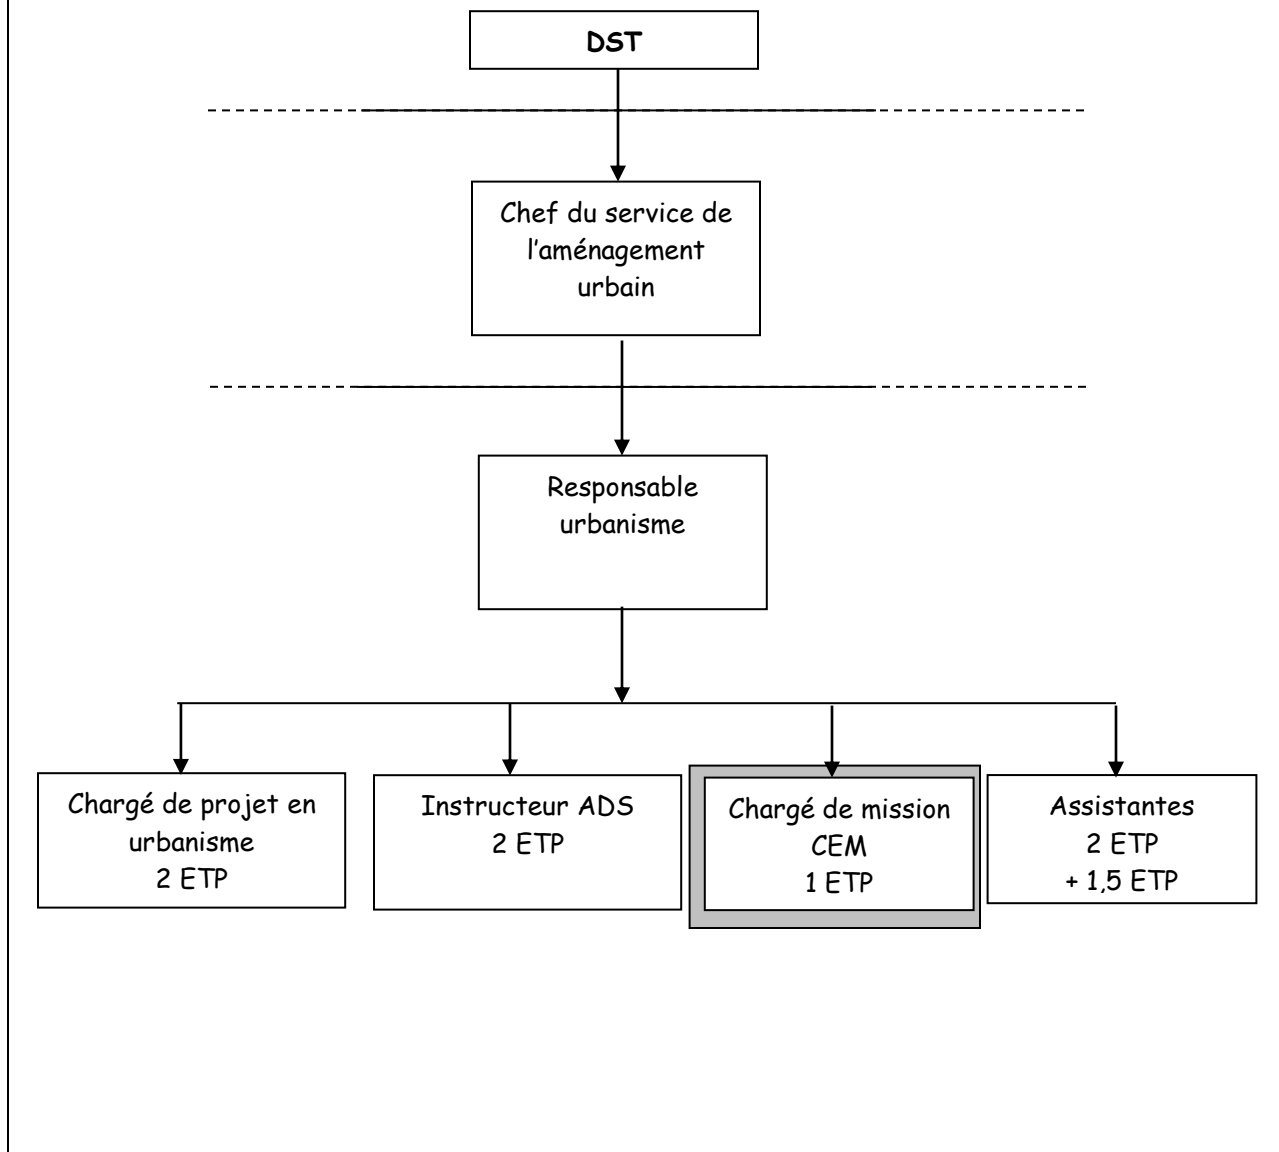 DST
Chef du service de
l'aménagement
urbain
Responsable
urbanisme
Chargé de projet en
urbanisme
2 ETP
Instructeur ADS
2 ETP
Chargé de mission
CEM
1 ETP
Assistantes
2 ETP
+ 1,5 ETP